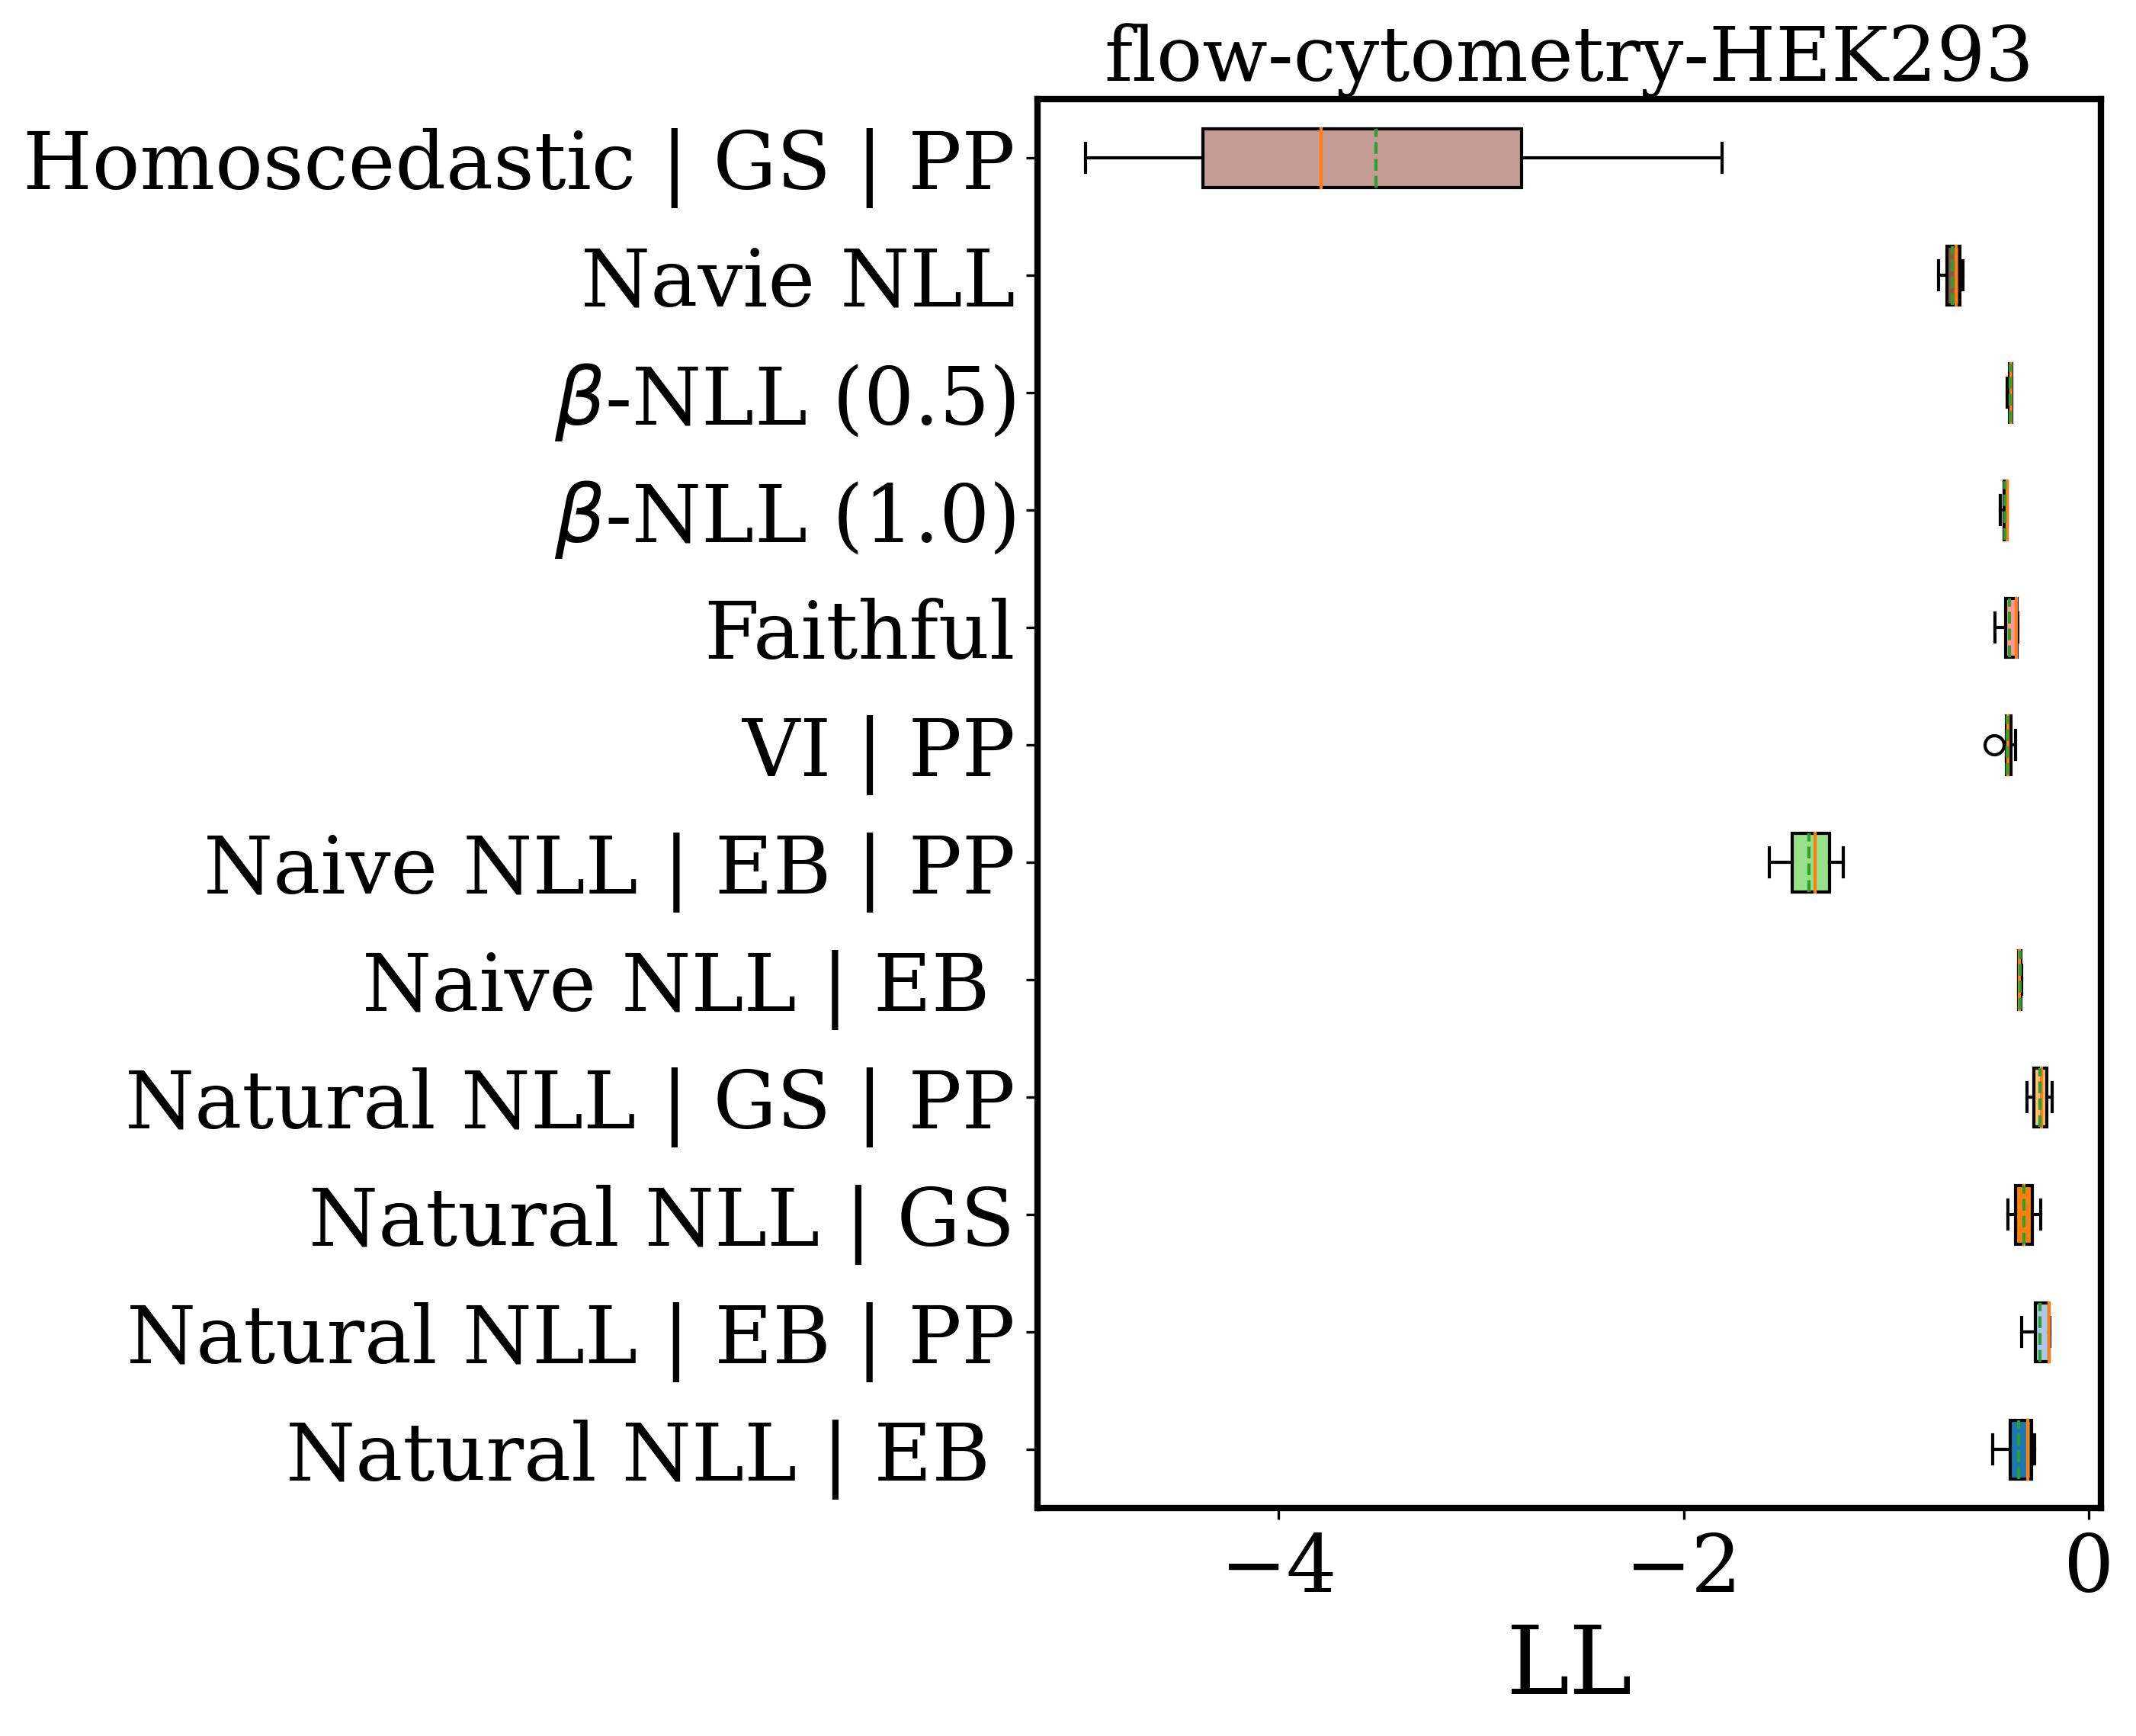 flow-cytometry-HEK293
Homoscedastic | GS | PP
Navie NLL
β-NLL (0.5)
β-NLL (1.0)
Faithful
VI | PP
Naive NLL | EB | PP
Naive NLL | EB
Natural NLL | GS | PP
Natural NLL | GS
Natural NLL | EB | PP
Natural NLL | EB
−4 −2 0
LL